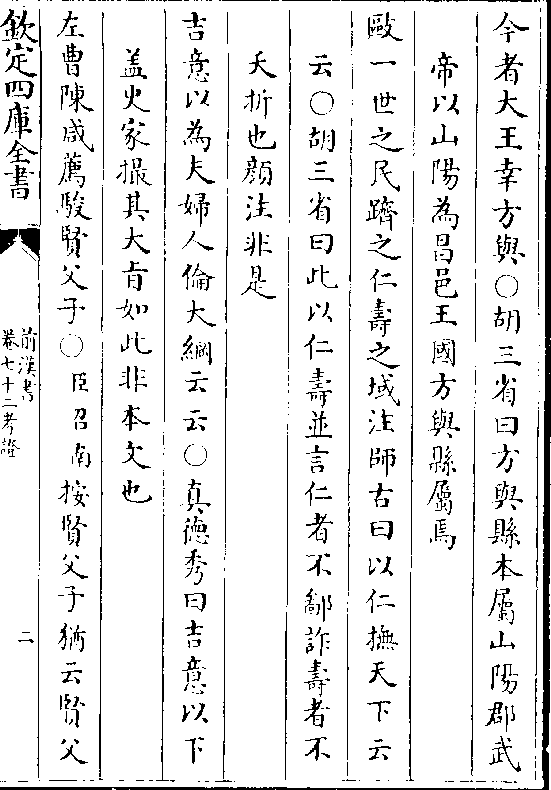 今者大王幸方與○胡三省曰方與縣本屬山陽郡武
帝以山陽為昌邑王國方與縣屬焉
敺一世之民躋之仁壽之域注師古曰以仁撫天下云
云○胡三省曰此以仁壽並言仁者不鄙詐壽者不
夭折也顔注非是
吉意以為夫婦人倫大綱云云○真德秀曰吉意以下
盖史家撮其大肯如此非本文也
左曹陳咸薦駿賢父子○臣召南按賢父子猶云賢父
欽定四庫全書
前漢書
卷七十二考證
二